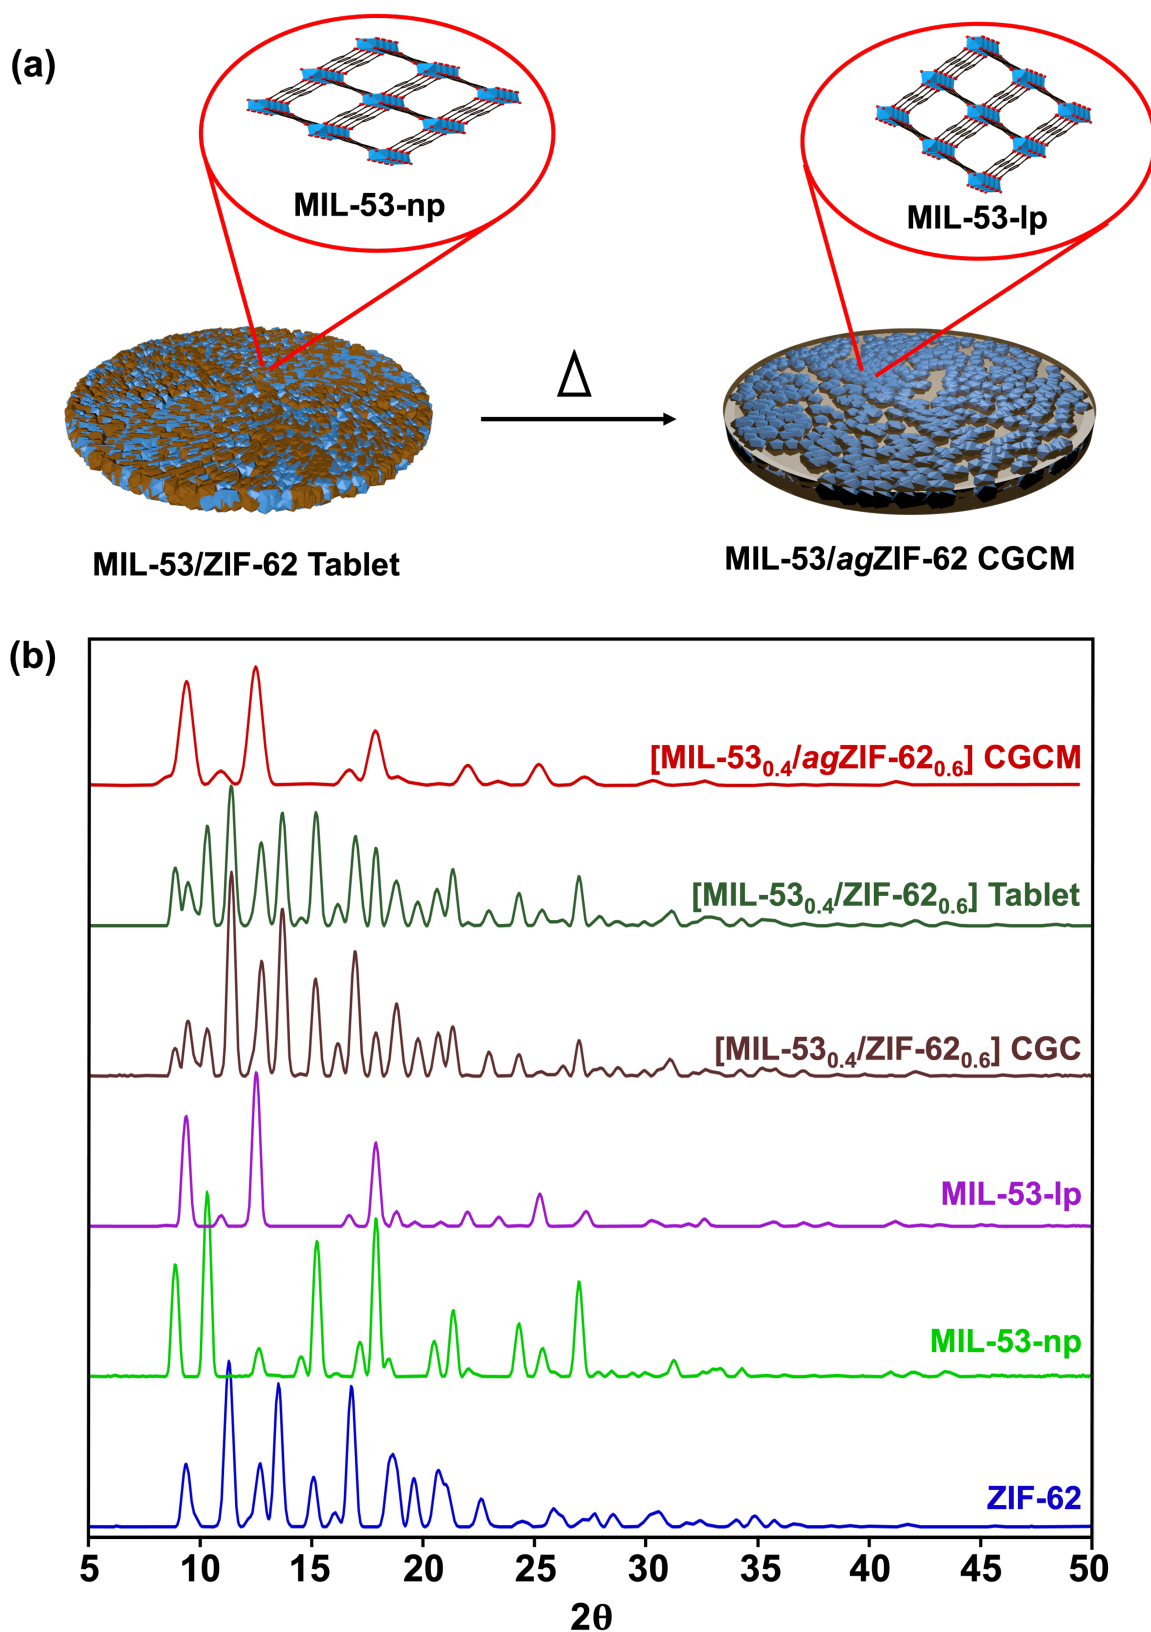 (a)
MIL-53-np
MIL-53-lp
Δ
MIL-53/ZIF-62 Tablet
MIL-53/agZIF-62 CGCM
(b)
[MIL-53₀.₄/agZIF-62₀.₆] CGCM
[MIL-53₀.₄/ZIF-62₀.₆] Tablet
[MIL-53₀.₄/ZIF-62₀.₆] CGC
MIL-53-lp
MIL-53-np
ZIF-62
5 10 15 20 25 30 35 40 45 50
2θ